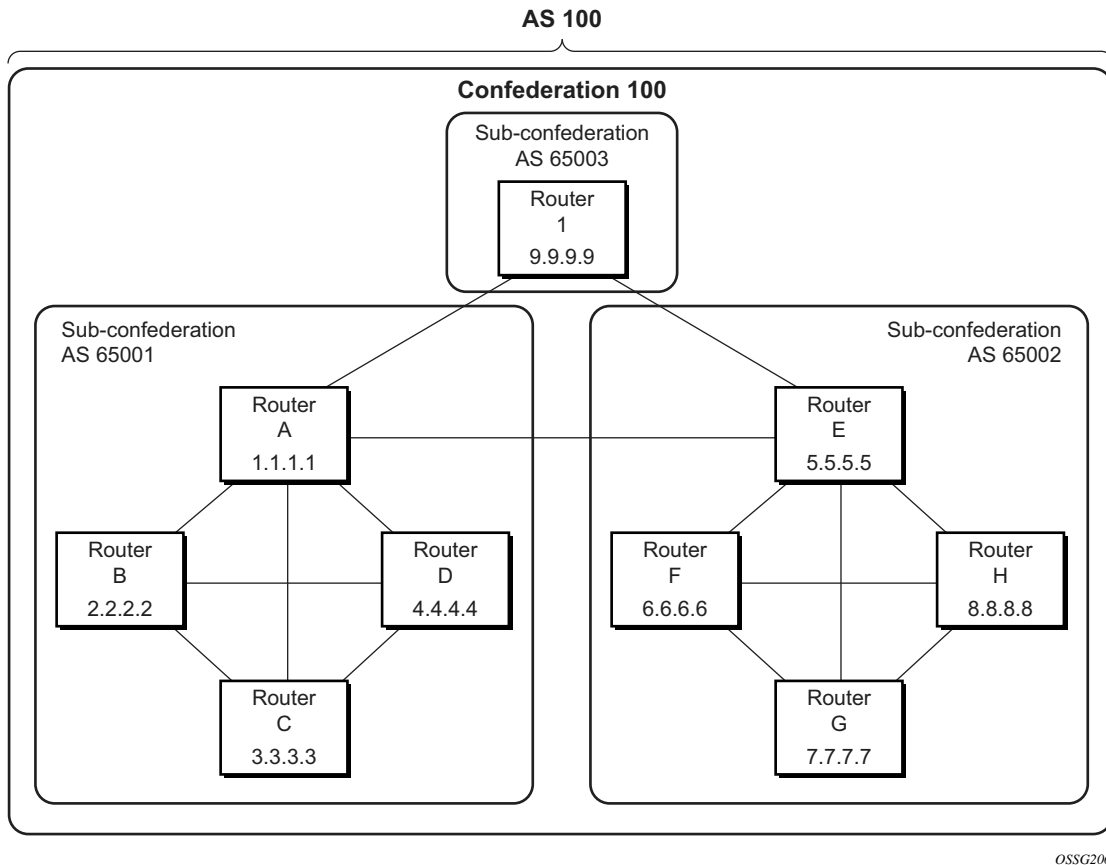 AS 100
Confederation 100
Sub-confederation
AS 65003
Router
1
9.9.9.9
Sub-confederation
AS 65001
Sub-confederation
AS 65002
Router
A
1.1.1.1
Router
E
5.5.5.5
Router
B
2.2.2.2
Router
D
4.4.4.4
Router
F
6.6.6.6
Router
H
8.8.8.8
Router
C
3.3.3.3
Router
G
7.7.7.7